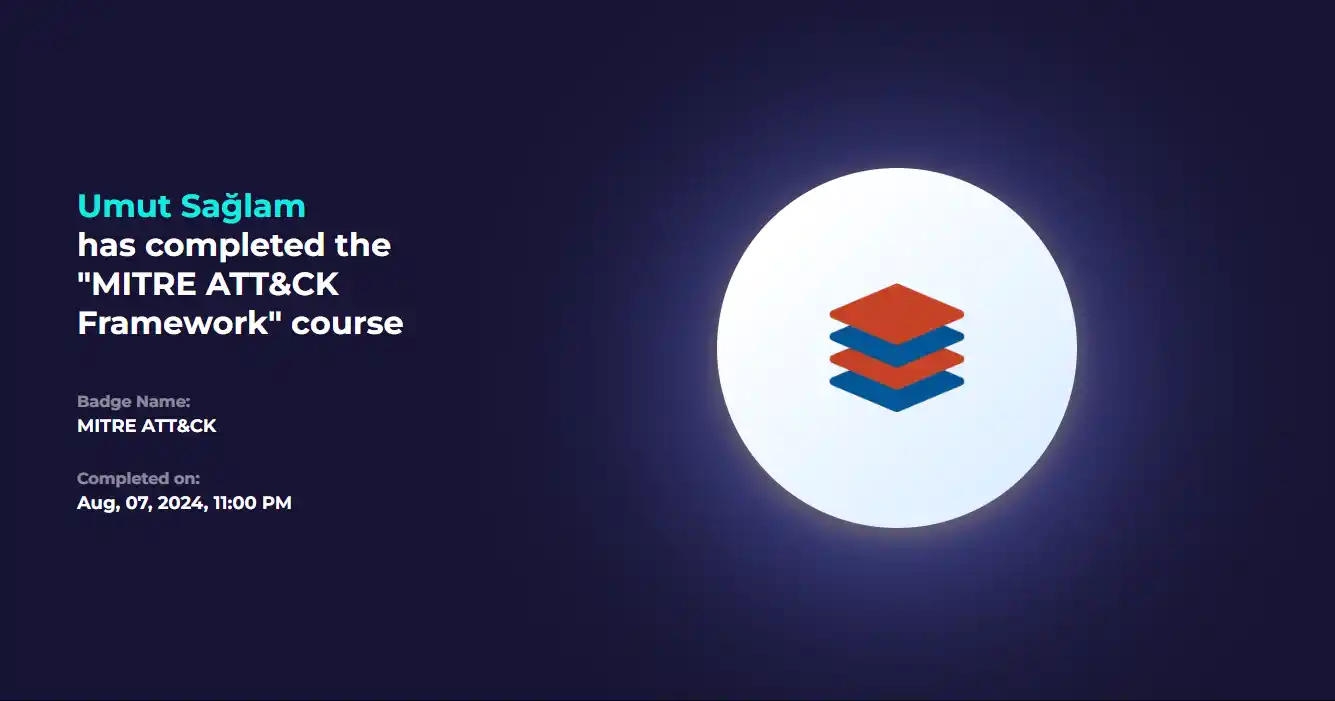 Umut Sağlam
has completed the
"MITRE ATT&CK
Framework" course
Badge Name:
MITRE ATT&CK
Completed on:
Aug, 07, 2024, 11:00 PM